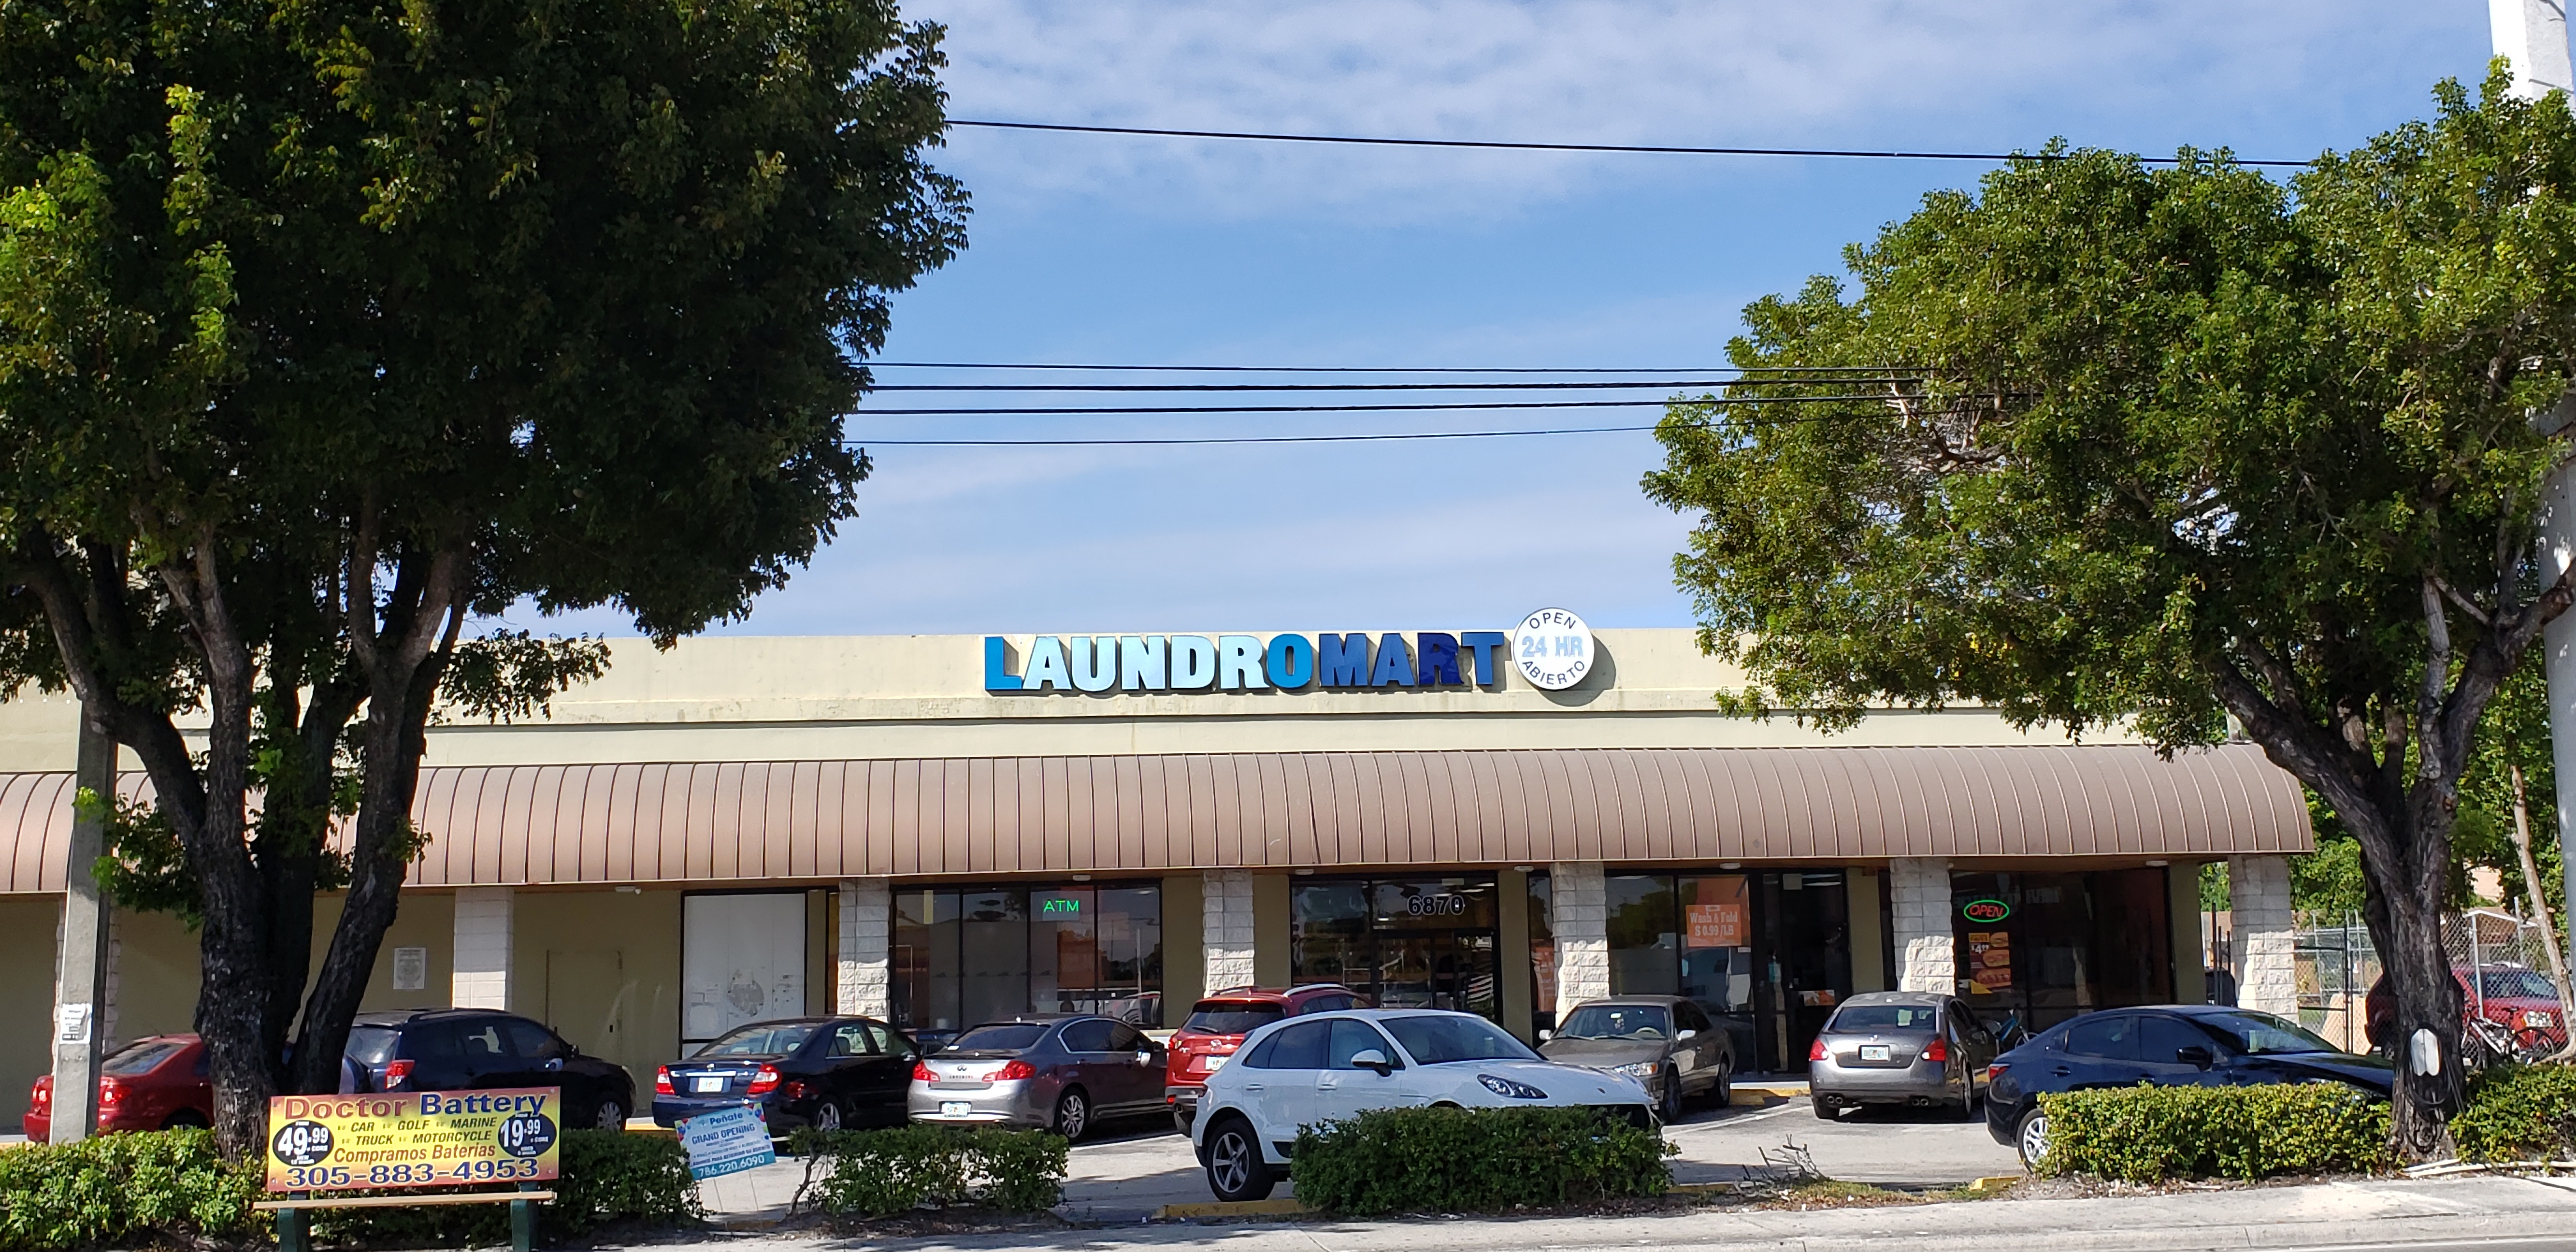 LAUNDROMART
OPEN
24 HR
ABIERTO
ATM
6870
Wash & Fold
$ 0.99/LB
OPEN
Doctor Battery
CAR GOLF MARINE
TRUCK MOTORCYCLE
49.99
19.99
Compramos Baterias
305-883-4953
Peñate
GRAND OPENING
786.220.6090